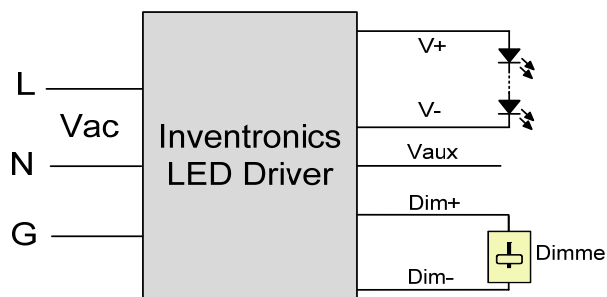 L
Vac
N
G
Inventronics
LED Driver
V+
V-
Vaux
Dim+
Dim-
Dimme